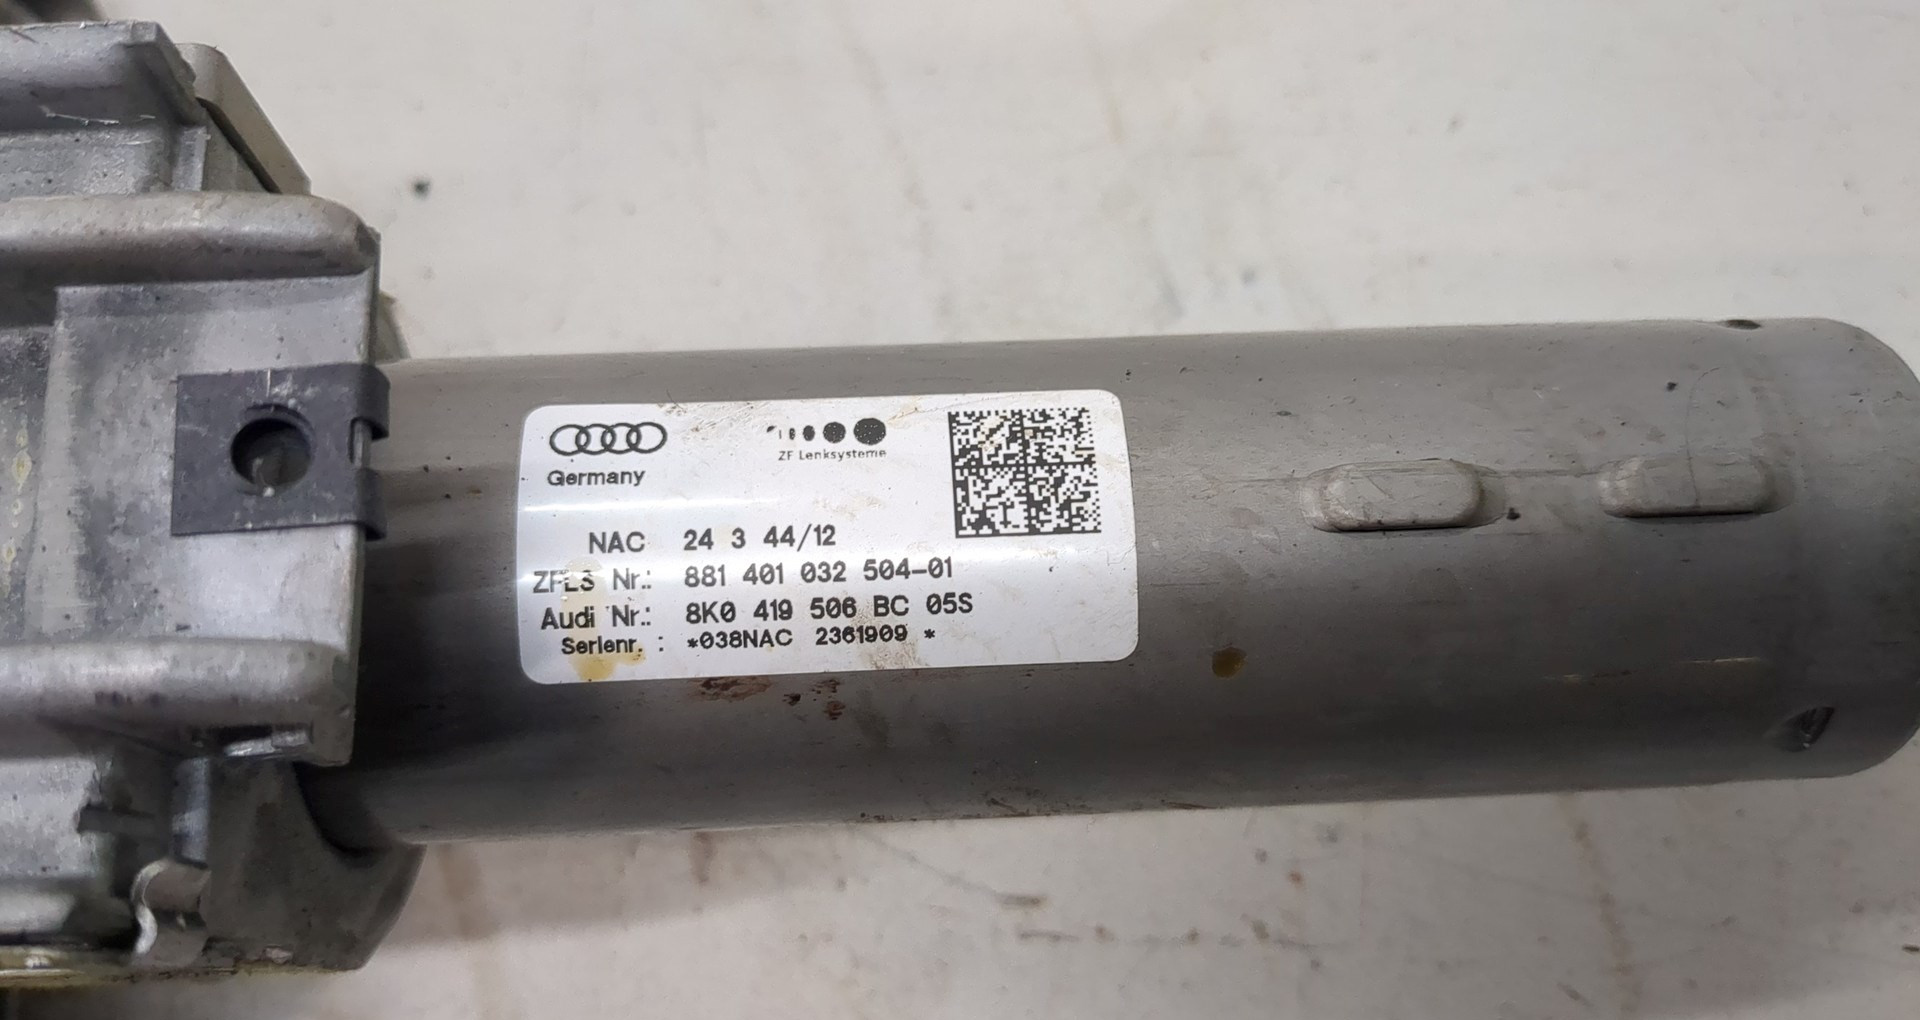 Germany
ZF Lenksysteme
NAC 24 3 44/12
ZFLS Nr.: 881 401 032 504-01
Audi Nr.: 8K0 419 506 BC 05S
Serienr. : *038NAC 2361909 *